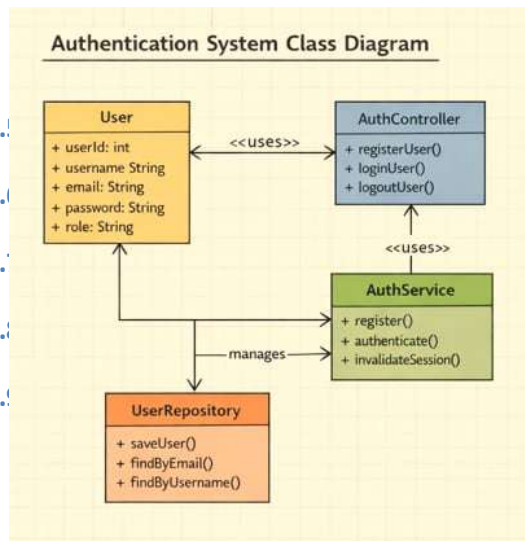 Authentication System Class Diagram
User
+ userId: int
+ username String
+ email: String
+ password: String
+ role: String
<<uses>>
AuthController
+ registerUser()
+ loginUser()
+ logoutUser()
<<uses>>
AuthService
+ register()
+ authenticate()
+ invalidateSession()
manages
UserRepository
+ saveUser()
+ findByEmail()
+ findByUsername()